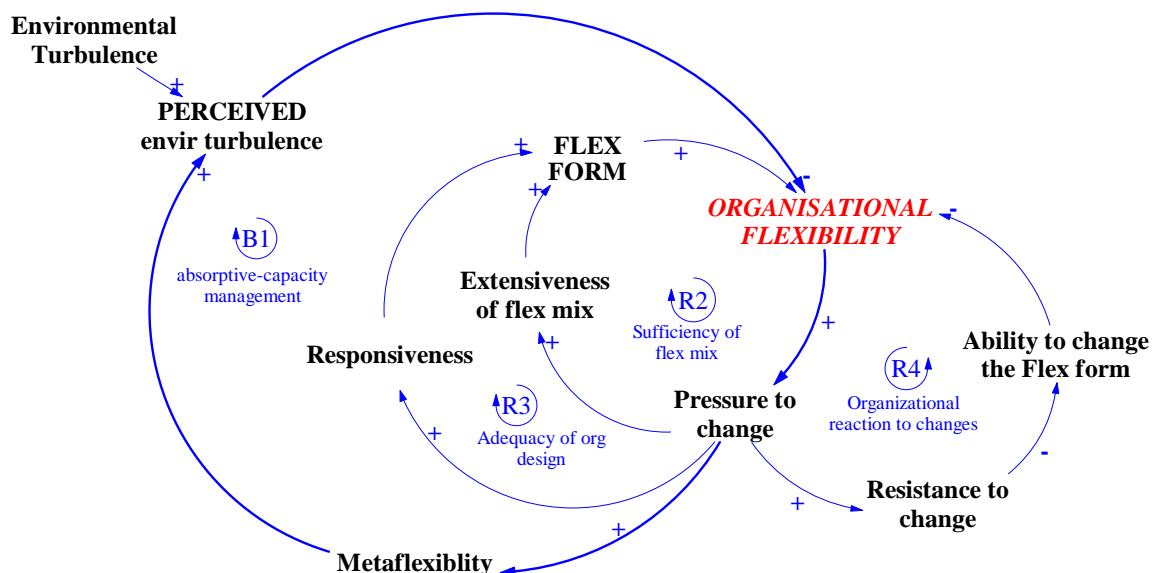 Environmental
Turbulence
+
PERCEIVED
envir turbulence
+
B1
absorptive-capacity
management
+
FLEX
FORM
+
+
-
ORGANISATIONAL
FLEXIBILITY
-
Extensiveness
of flex mix
+
R2
Sufficiency of
flex mix
+
Responsiveness
+
R3
Adequacy of org
design
Pressure to
change
R4
Organizational
reaction to changes
Ability to change
the Flex form
-
Resistance to
change
+
+
Metaflexiblity